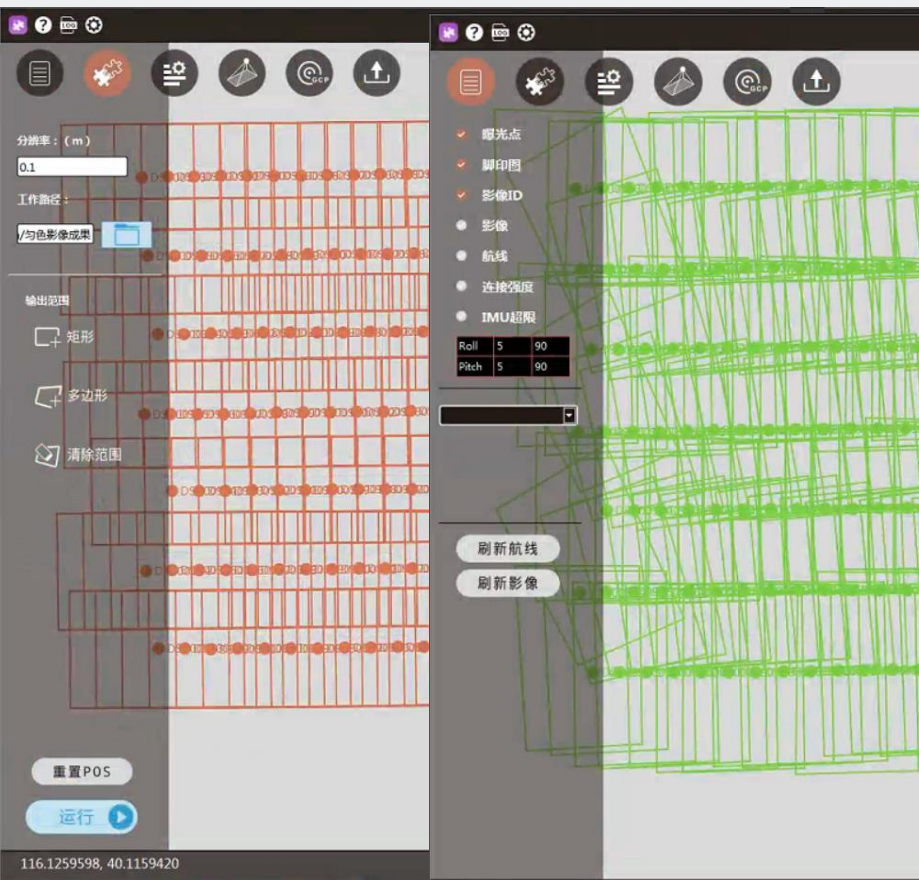 LOG
GCP
分辨率：（m）
0.1
工作路径：
/匀色影像成果
输出范围
矩形
多边形
清除范围
重置POS
运行
116.1259598, 40.1159420
LOG
GCP
曝光点
脚印图
影像ID
影像
航线
连接强度
IMU超限
Roll 5 90
Pitch 5 90
刷新航线
刷新影像